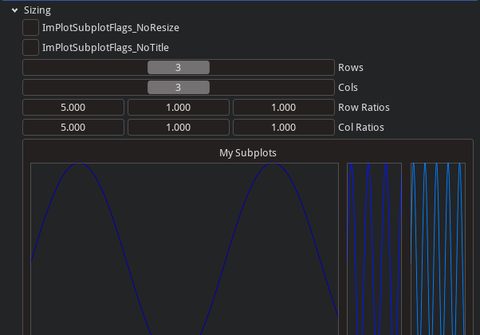 Sizing
ImPlotSubplotFlags_NoResize
ImPlotSubplotFlags_NoTitle
3 Rows
3 Cols
5.000 1.000 1.000 Row Ratios
5.000 1.000 1.000 Col Ratios
My Subplots